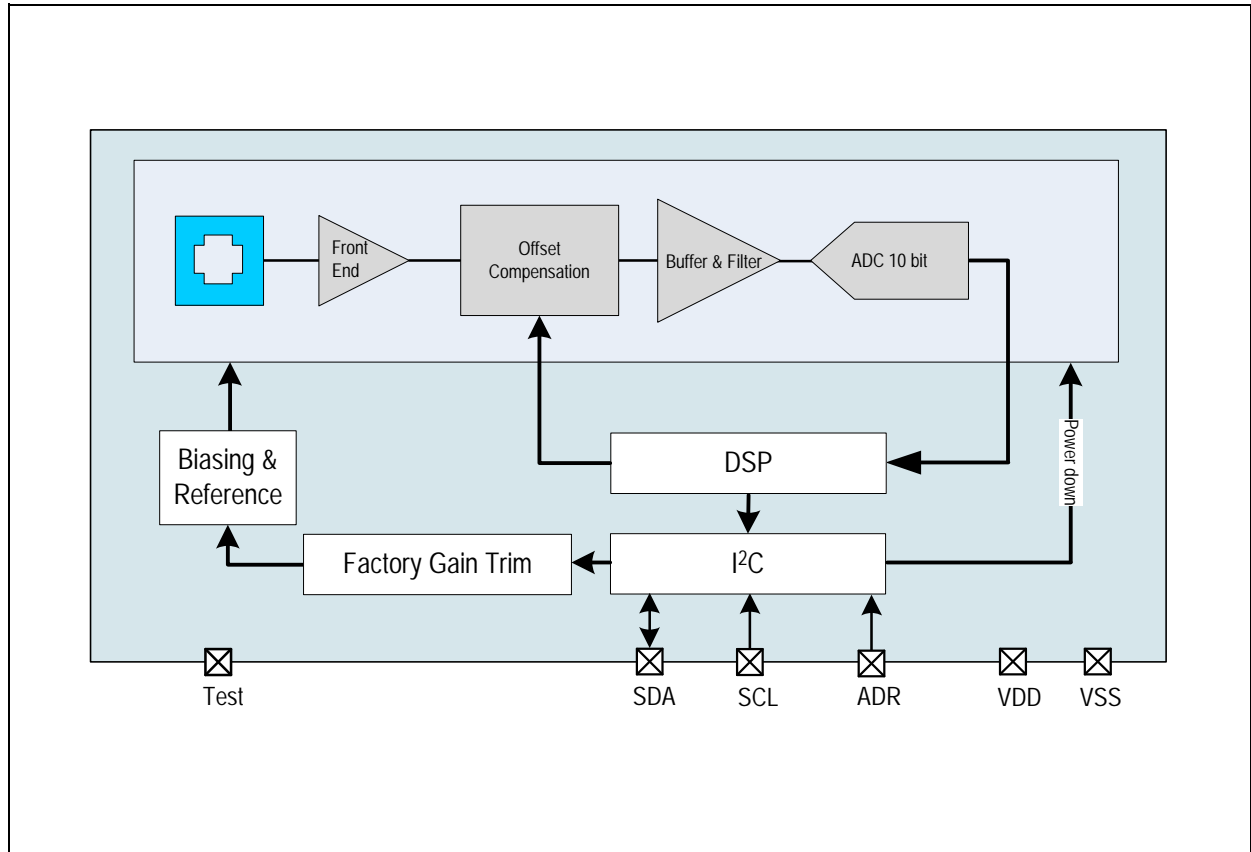 Front
End
Offset
Compensation
Buffer & Filter
ADC 10 bit
Power down
Biasing &
Reference
DSP
Factory Gain Trim
I²C
Test
SDA
SCL
ADR
VDD
VSS